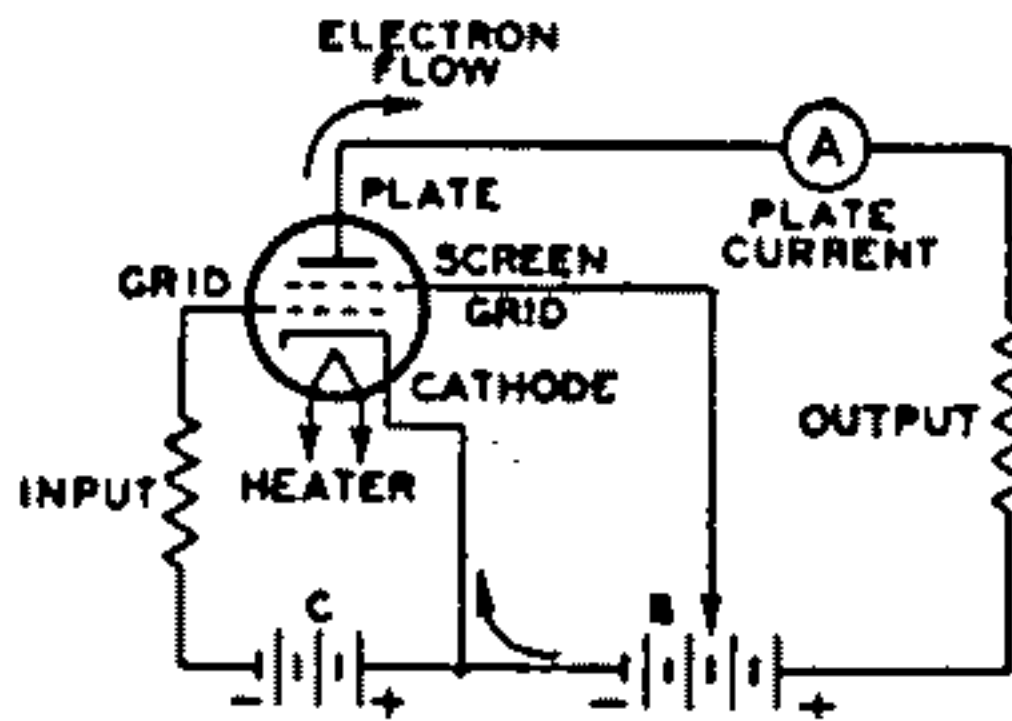 ELECTRON
FLOW
A
PLATE
PLATE
CURRENT
SCREEN
GRID
GRID
CATHODE
OUTPUT
INPUT
HEATER
C
B
- + - +